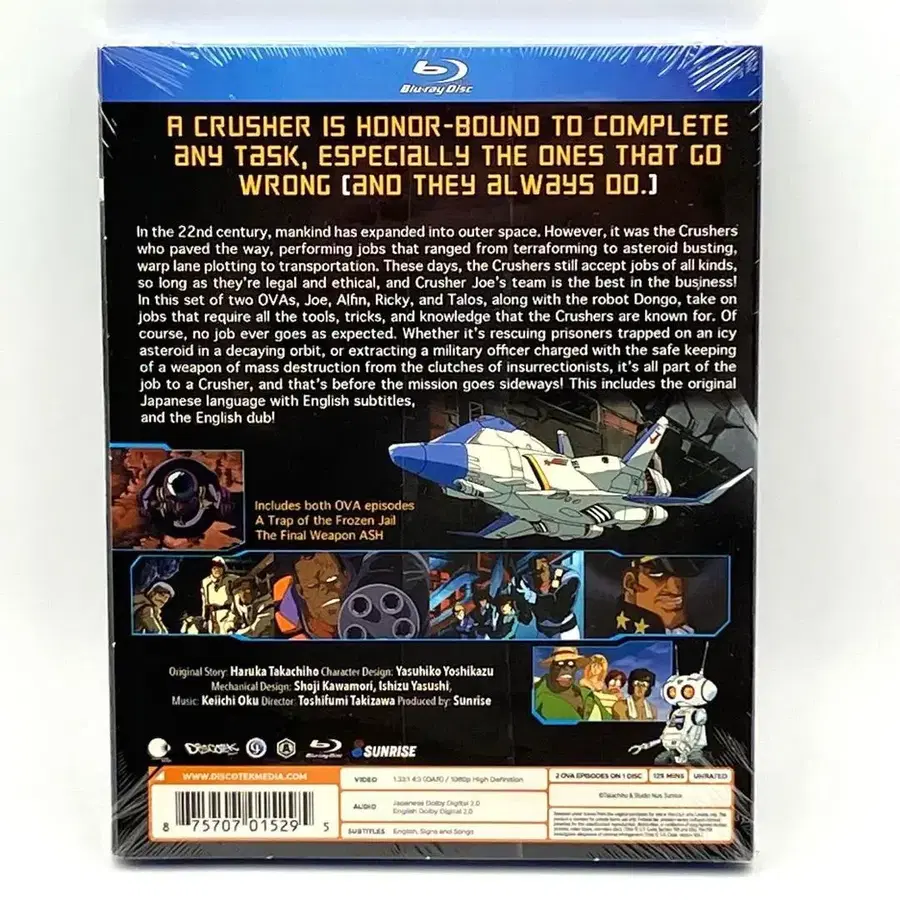 Blu-ray Disc
A CRUSHER IS HONOR-BOUND TO COMPLETE
ANY TASK, ESPECIALLY THE ONES THAT GO
WRONG (AND THEY ALWAYS DO.)
In the 22nd century, mankind has expanded into outer space. However, it was the Crushers
who paved the way, performing jobs that ranged from terraforming to asteroid busting,
warp lane plotting to transportation. These days, the Crushers still accept jobs of all kinds,
so long as they're legal and ethical, and Crusher Joe's team is the best in the business!
In this set of two OVAs, Joe, Alfin, Ricky, and Talos, along with the robot Dongo, take on
jobs that require all the tools, tricks, and knowledge that the Crushers are known for. Of
course, no job ever goes as expected. Whether it's rescuing prisoners trapped on an icy
asteroid in a decaying orbit, or extracting a military officer charged with the safe keeping
of a weapon of mass destruction from the clutches of insurrectionists, it's all part of the
job to a Crusher, and that's before the mission goes sideways! This includes the original
Japanese language with English subtitles,
and the English dub!
Includes both OVA episodes
A Trap of the Frozen Jail
The Final Weapon ASH
Original Story: Haruka Takachiho Character Design: Yasuhiko Yoshikazu
Mechanical Design: Shoji Kawamori, Ishizu Yasushi,
Music: Keiichi Oku Director: Toshifumi Takizawa Produced by: Sunrise
DISCOTEK
Blu-ray Disc
SUNRISE
WWW.DISCOTEKMEDIA.COM
VIDEO 1.33:1 4:3 (OAR) / 1080p High Definition
AUDIO Japanese Dolby Digital 2.0
English Dolby Digital 2.0
SUBTITLES English, Signs and Songs
2 OVA EPISODES ON 1 DISC 125 MINS UNRATED
©Takachiho & Studio Nue, Sunrise
8 75707 01529 5